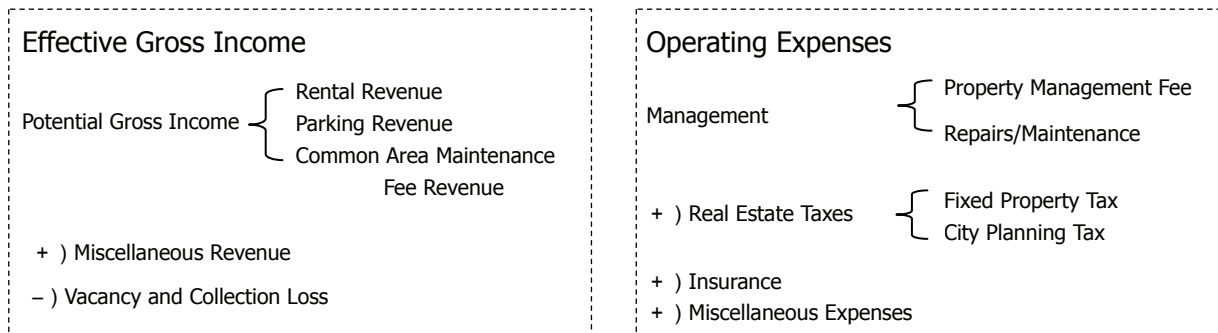 Effective Gross Income
Potential Gross Income
Rental Revenue
Parking Revenue
Common Area Maintenance
Fee Revenue
+ ) Miscellaneous Revenue
– ) Vacancy and Collection Loss
Operating Expenses
Management
Property Management Fee
Repairs/Maintenance
+ ) Real Estate Taxes
Fixed Property Tax
City Planning Tax
+ ) Insurance
+ ) Miscellaneous Expenses